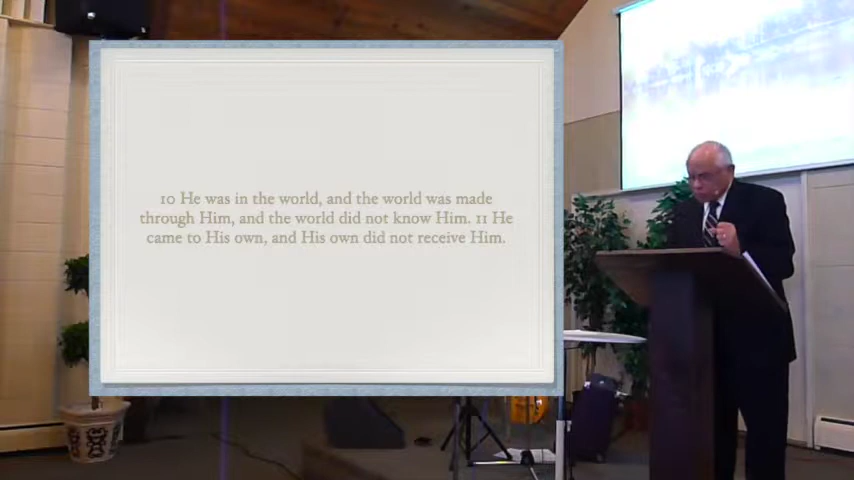 10 He was in the world, and the world was made
through Him, and the world did not know Him. 11 He
came to His own, and His own did not receive Him.